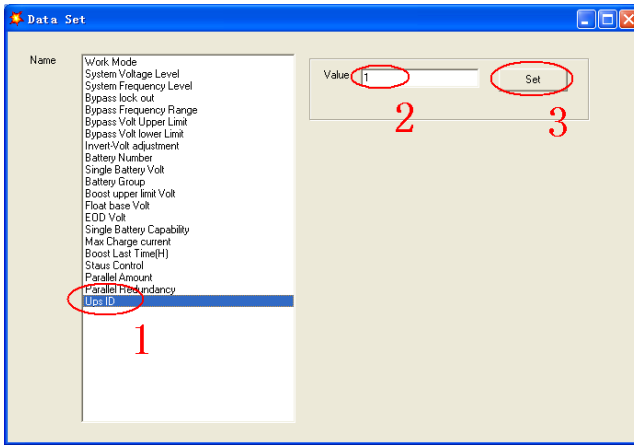 Data Set
Name
Work Mode
System Voltage Level
System Frequency Level
Bypass lock out
Bypass Frequency Range
Bypass Volt Upper Limit
Bypass Volt lower Limit
Invert-Volt adjustment
Battery Number
Single Battery Volt
Battery Group
Boost upper limit Volt
Float base Volt
EOD Volt
Single Battery Capability
Max Charge current
Boost Last Time(H)
Staus Control
Parallel Amount
Parallel Redundancy
Ups ID
1
Value 1 Set
2
3